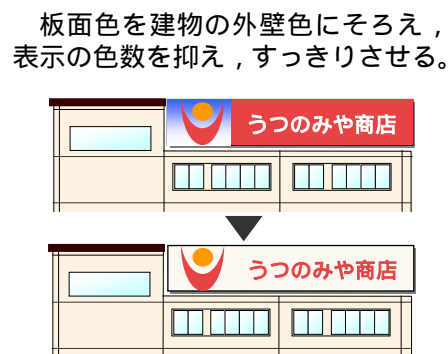 板面色を建物の外壁色にそろえ，
表示の色数を抑え，すっきりさせる。
うつのみや商店
うつのみや商店